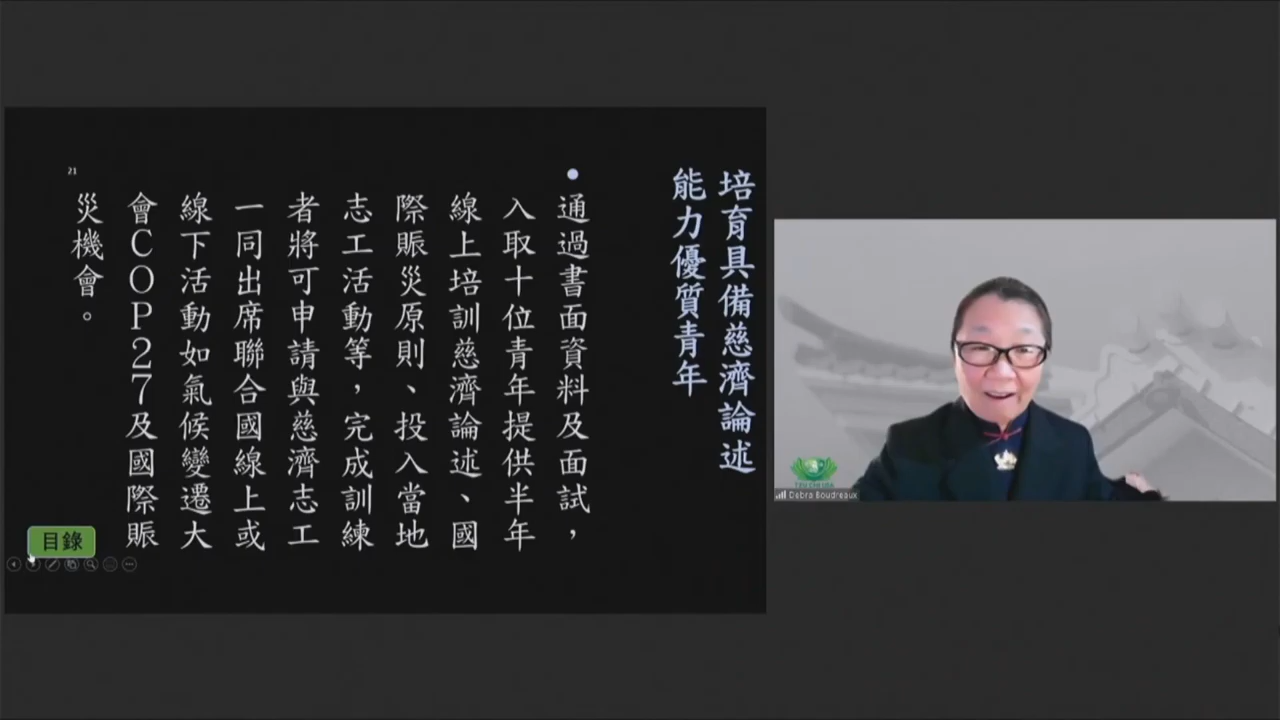 培育具備慈濟論述
能力優質青年
通過書面資料及面試，
入取十位青年提供半年
線上培訓慈濟論述、國
際賑災原則、投入當地
志工活動等，完成訓練
者將可申請與慈濟志工
一同出席聯合國線上或
線下活動如氣候變遷大
會COP27及國際賑
災機會。
21
目錄
TZU CHI USA
Debra Boudreaux